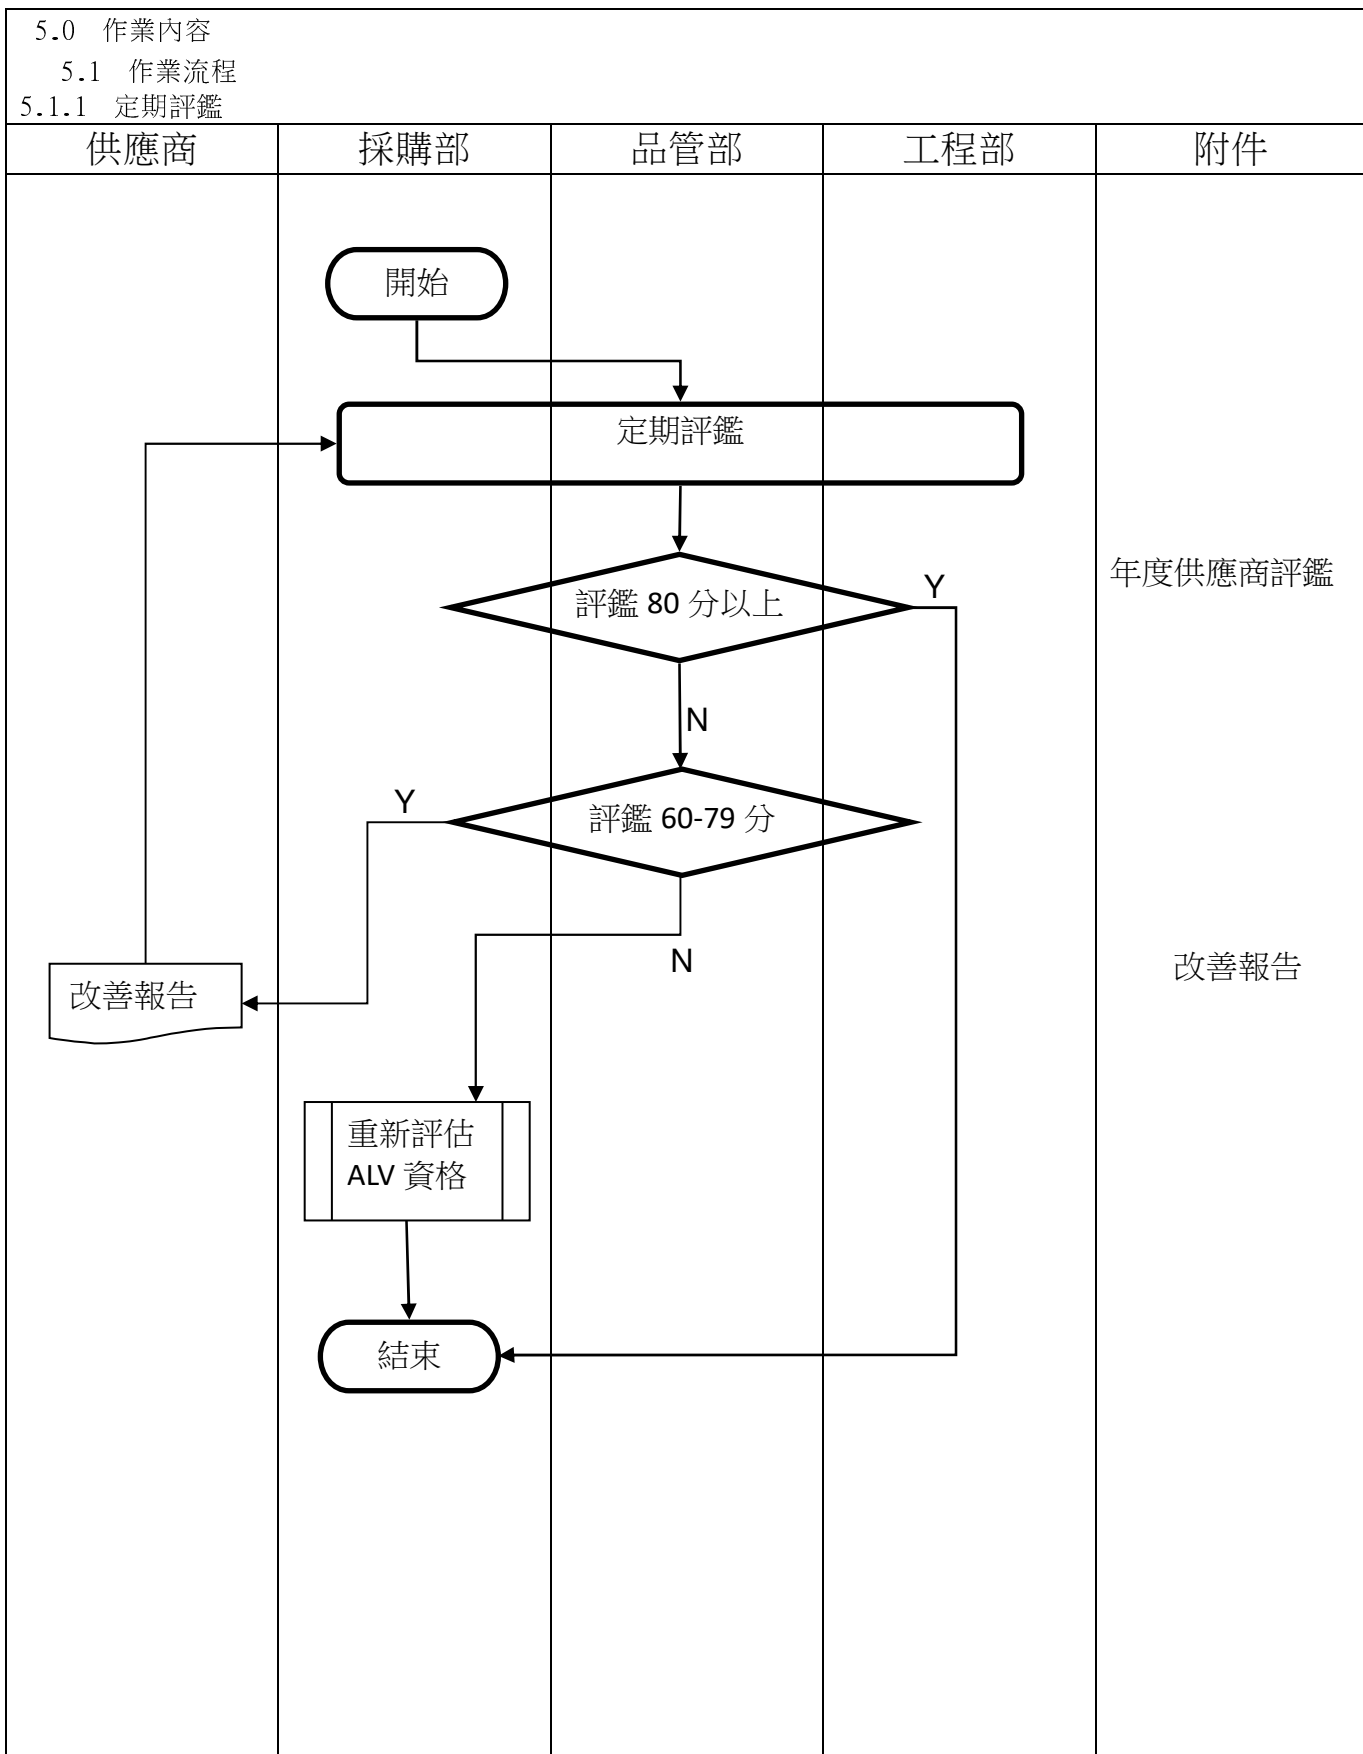 5.0 作業內容
5.1 作業流程
5.1.1 定期評鑑
供應商 採購部 品管部 工程部 附件
開始
定期評鑑
評鑑 80 分以上
Y
年度供應商評鑑
N
評鑑 60-79 分
Y
N
改善報告
改善報告
重新評估
ALV 資格
結束